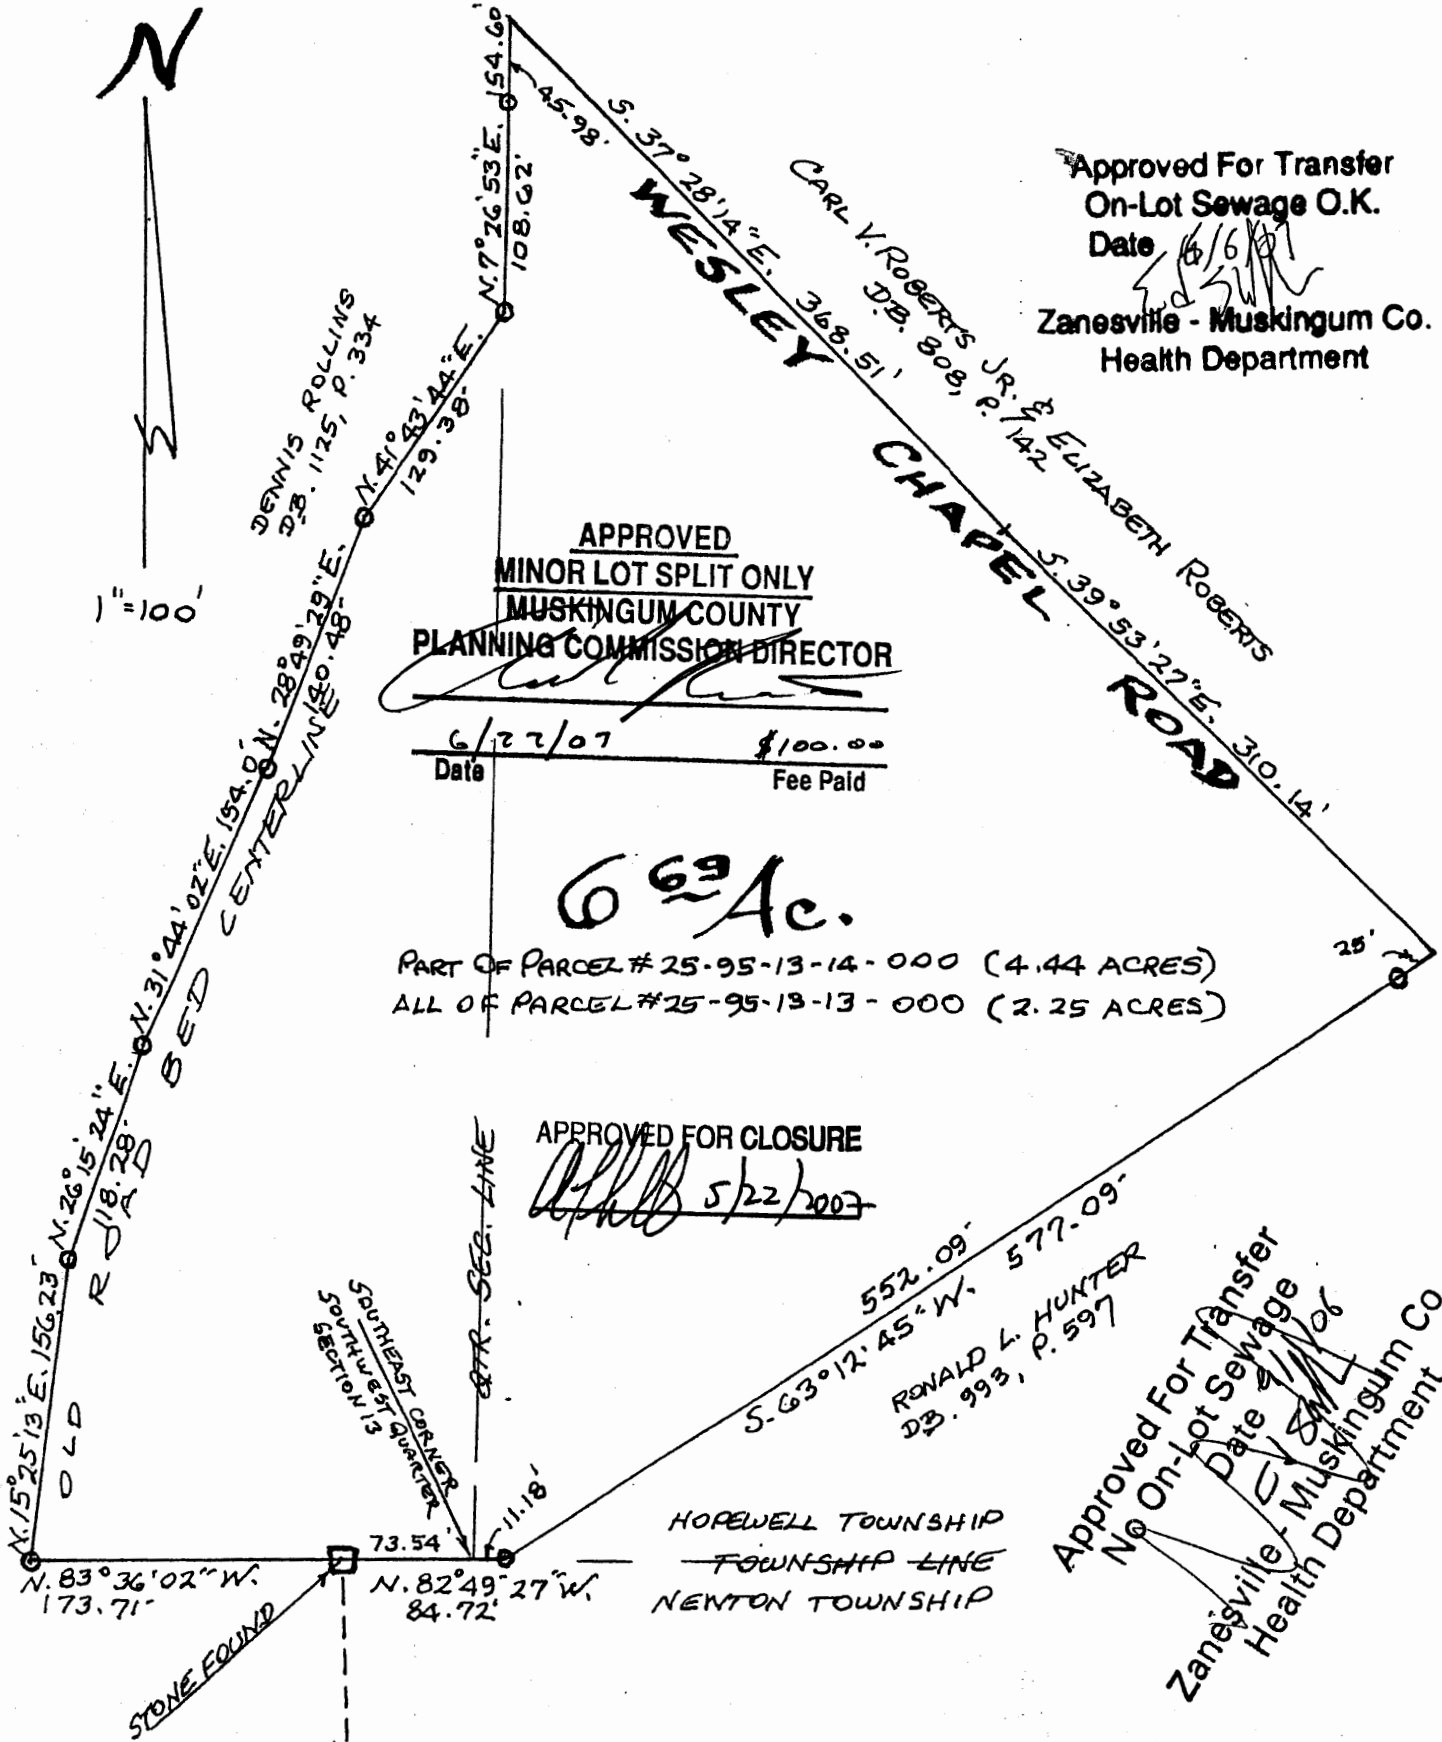 N
1"=100'
N. 7° 26' 53" E. 154.60'
45.98'
108.62'
S. 37° 28' 14" E. 368.51'
WESLEY
CHAPEL
ROAD
S. 39° 53' 27" E. 310.14'
CARL V. ROBERTS JR. & ELIZABETH ROBERTS
D.B. 808, P. 142
Approved For Transfer
On-Lot Sewage O.K.
Date
Zanesville - Muskingum Co.
Health Department
DENNIS ROLLINS
D.B. 1125, P. 334
N. 41° 43' 44" E.
129.38'
N. 28° 49' 29" E.
140.48'
N. 31° 44' 02" E. 154.0'
N. 26° 15' 24" E.
118.28'
N. 15° 25' 13" E. 156.23'
OLD ROAD BED CENTERLINE
APPROVED
MINOR LOT SPLIT ONLY
MUSKINGUM COUNTY
PLANNING COMMISSION DIRECTOR
6/27/07 $100.00
Date Fee Paid
6 69 Ac.
PART OF PARCEL # 25-95-13-14-000 (4.44 ACRES)
ALL OF PARCEL # 25-95-13-13-000 (2.25 ACRES)
25'
APPROVED FOR CLOSURE
5/22/2007
QTR. SEC. LINE
552.09'
S. 63° 12' 45" W. 577.09'
RONALD L. HUNTER
D.B. 993, P. 597
SOUTHEAST CORNER
SOUTHWEST QUARTER
SECTION 13
73.54'
11.18'
N. 83° 36' 02" W.
173.71'
N. 82° 49' 27" W.
84.72'
STONE FOUND
HOPEWELL TOWNSHIP
TOWNSHIP LINE
NEWTON TOWNSHIP
Approved For Transfer
No On-Lot Sewage
Date
Zanesville - Muskingum Co
Health Department